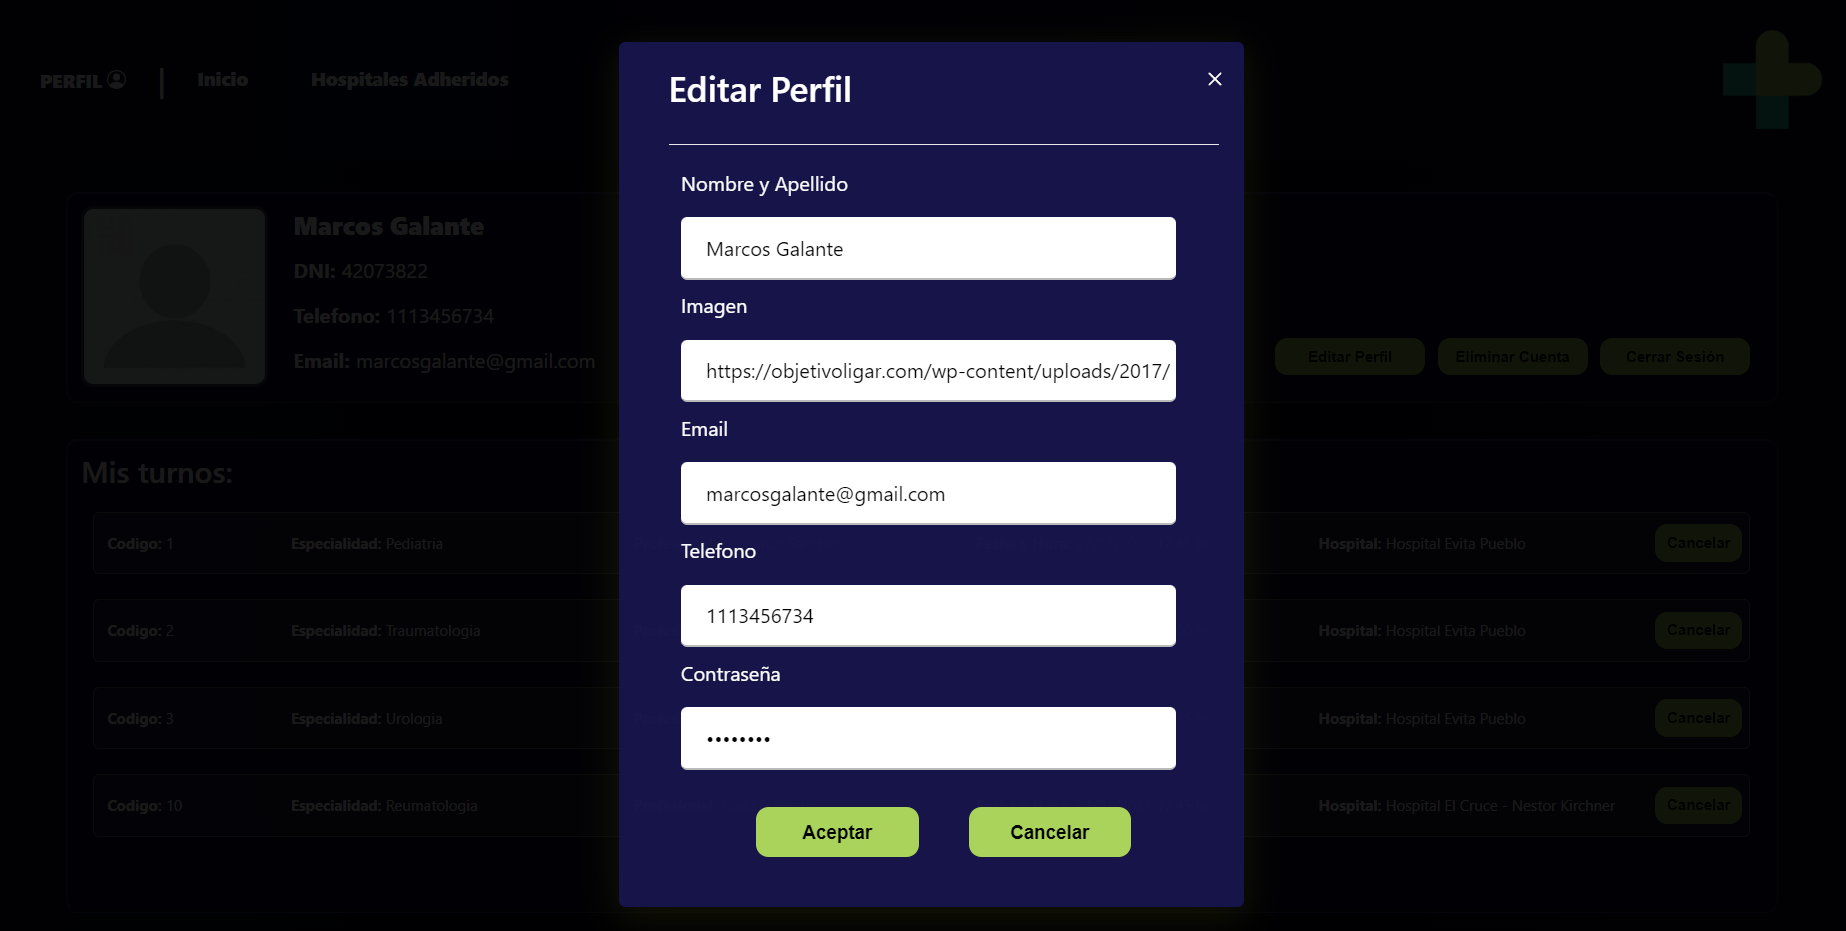 PERFIL
Inicio
Hospitales Adheridos
Editar Perfil
Nombre y Apellido
Marcos Galante
Imagen
https://objetivoligar.com/wp-content/uploads/2017/
Email
marcosgalante@gmail.com
Telefono
1113456734
Contraseña
••••••••
Aceptar
Cancelar
Marcos Galante
DNI: 42073822
Telefono: 1113456734
Email: marcosgalante@gmail.com
Editar Perfil
Eliminar Cuenta
Cerrar Sesión
Mis turnos:
Codigo: 1 Especialidad: Pediatria Hospital: Hospital Evita Pueblo Cancelar
Codigo: 2 Especialidad: Traumatologia Hospital: Hospital Evita Pueblo Cancelar
Codigo: 3 Especialidad: Urologia Hospital: Hospital Evita Pueblo Cancelar
Codigo: 10 Especialidad: Reumatologia Hospital: Hospital El Cruce - Nestor Kirchner Cancelar